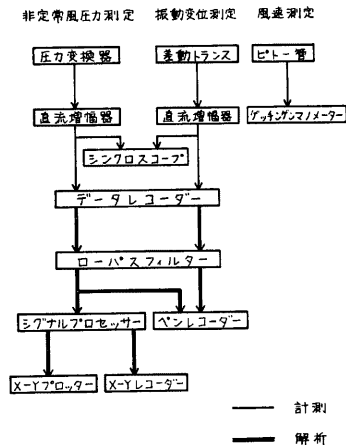 非定常風圧力測定 振動変位測定 風速測定
圧力変換器 差動トランス ピトー管
直流増幅器 直流増幅器 ゲッチンゲンマノメーター
シンクロスコープ
データレコーダー
ローパスフィルター
シグナルプロセッサー ペンレコーダー
X-Yプロッター X-Yレコーダー
計測
解析